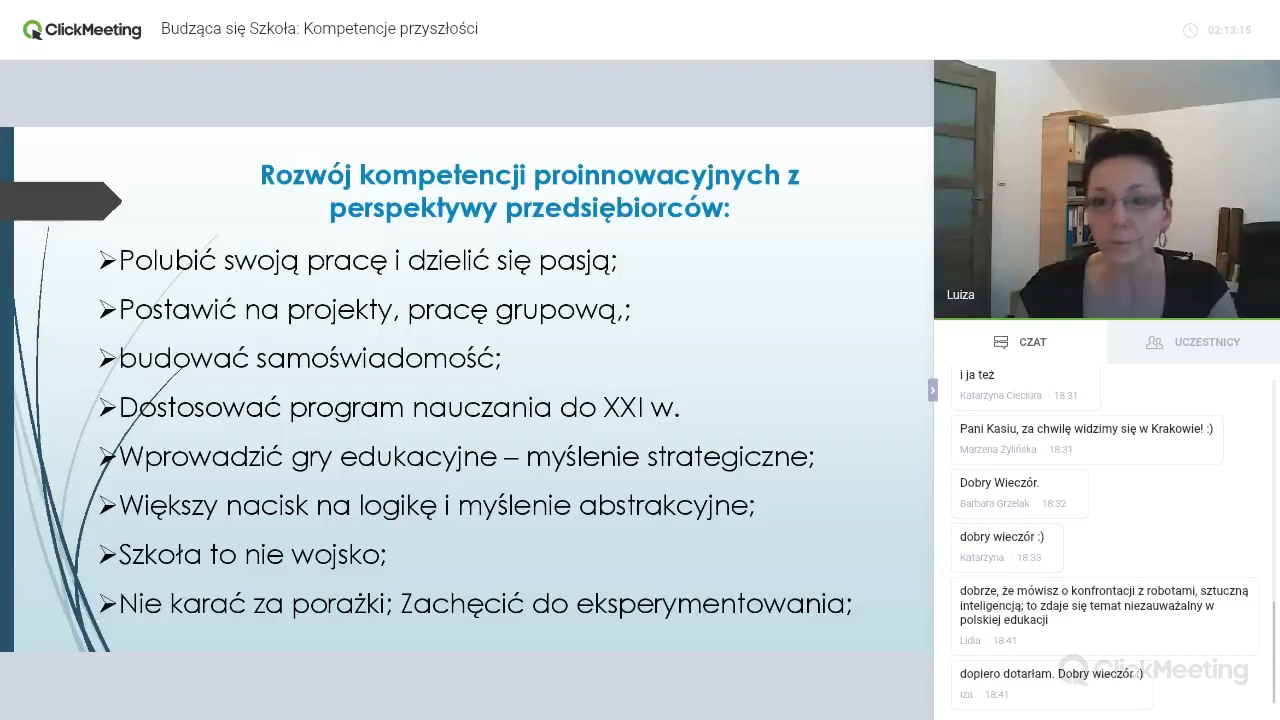 ClickMeeting
Budząca się Szkoła: Kompetencje przyszłości
02:13:15
Rozwój kompetencji proinnowacyjnych z
perspektywy przedsiębiorców:
➢Polubić swoją pracę i dzielić się pasją;
➢Postawić na projekty, pracę grupową,;
➢budować samoświadomość;
➢Dostosować program nauczania do XXI w.
➢Wprowadzić gry edukacyjne – myślenie strategiczne;
➢Większy nacisk na logikę i myślenie abstrakcyjne;
➢Szkoła to nie wojsko;
➢Nie karać za porażki; Zachęcić do eksperymentowania;
Luiza
CZAT
UCZESTNICY
i ja też
Katarzyna Cieciura · 18:31
Pani Kasiu, za chwilę widzimy się w Krakowie! :)
Marzena Żylińska · 18:31
Dobry Wieczór.
Barbara Grzelak · 18:32
dobry wieczór :)
Katarzyna · 18:33
dobrze, że mówisz o konfrontacji z robotami, sztuczną
inteligencją; to zdaje się temat niezauważalny w
polskiej edukacji
Lidia · 18:41
dopiero dotarłam. Dobry wieczór :)
Iza · 18:41
ClickMeeting